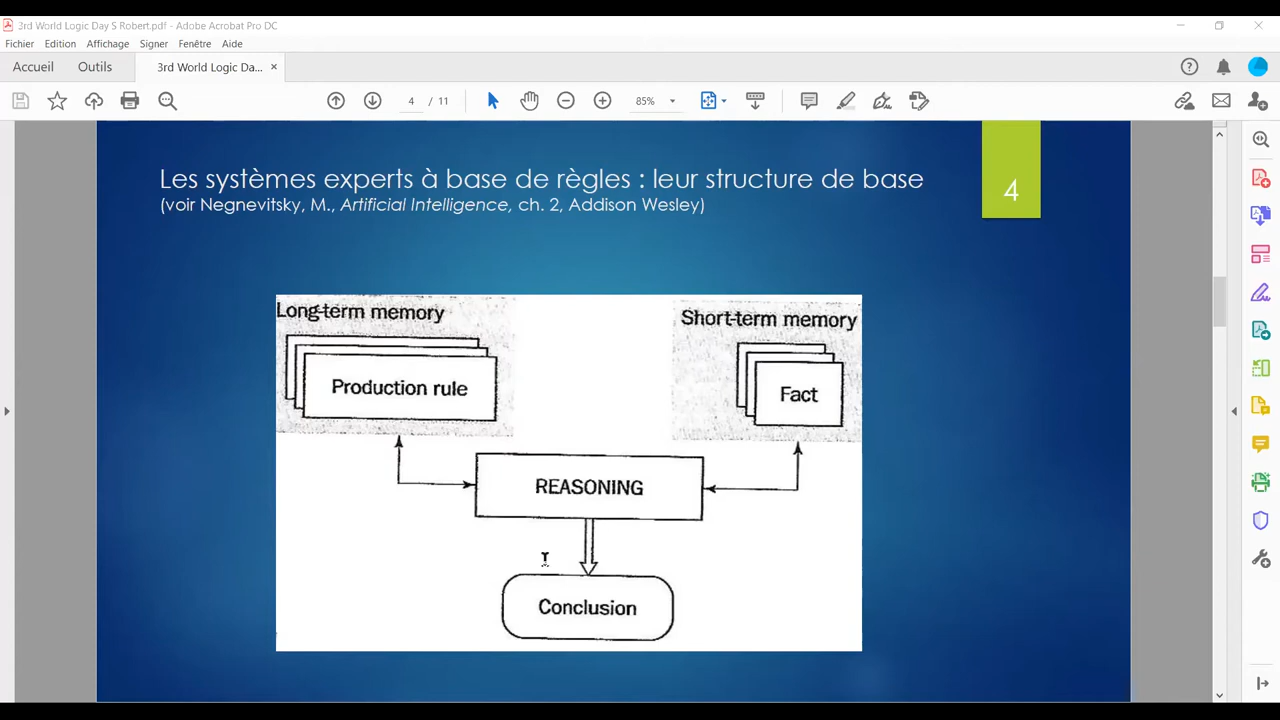 3rd World Logic Day S Robert.pdf - Adobe Acrobat Pro DC
Fichier Edition Affichage Signer Fenêtre Aide
Accueil Outils 3rd World Logic Da... ×
4 / 11 85%
Les systèmes experts à base de règles : leur structure de base
(voir Negnevitsky, M., Artificial Intelligence, ch. 2, Addison Wesley)
4
Long-term memory
Short-term memory
Production rule
Fact
REASONING
Conclusion